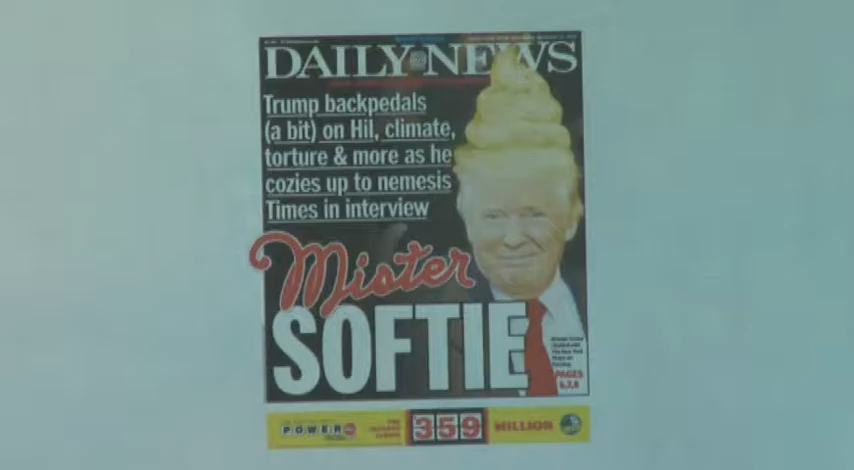 DAILY NEWS
Trump backpedals
(a bit) on Hil, climate,
torture & more as he
cozies up to nemesis
Times in interview
Mister
SOFTIE
PAGES
6,7,8
POWER
359
MILLION